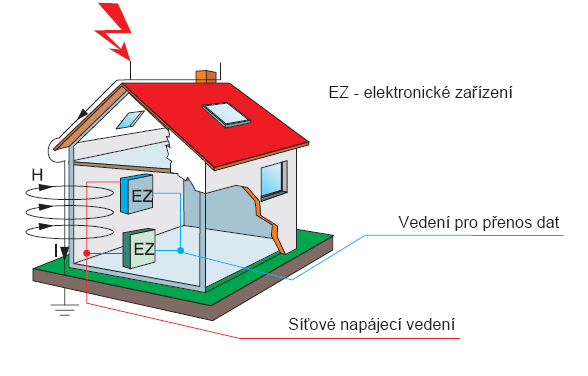 EZ - elektronické zařízení
H
EZ
Vedení pro přenos dat
I
EZ
Síťové napájecí vedení